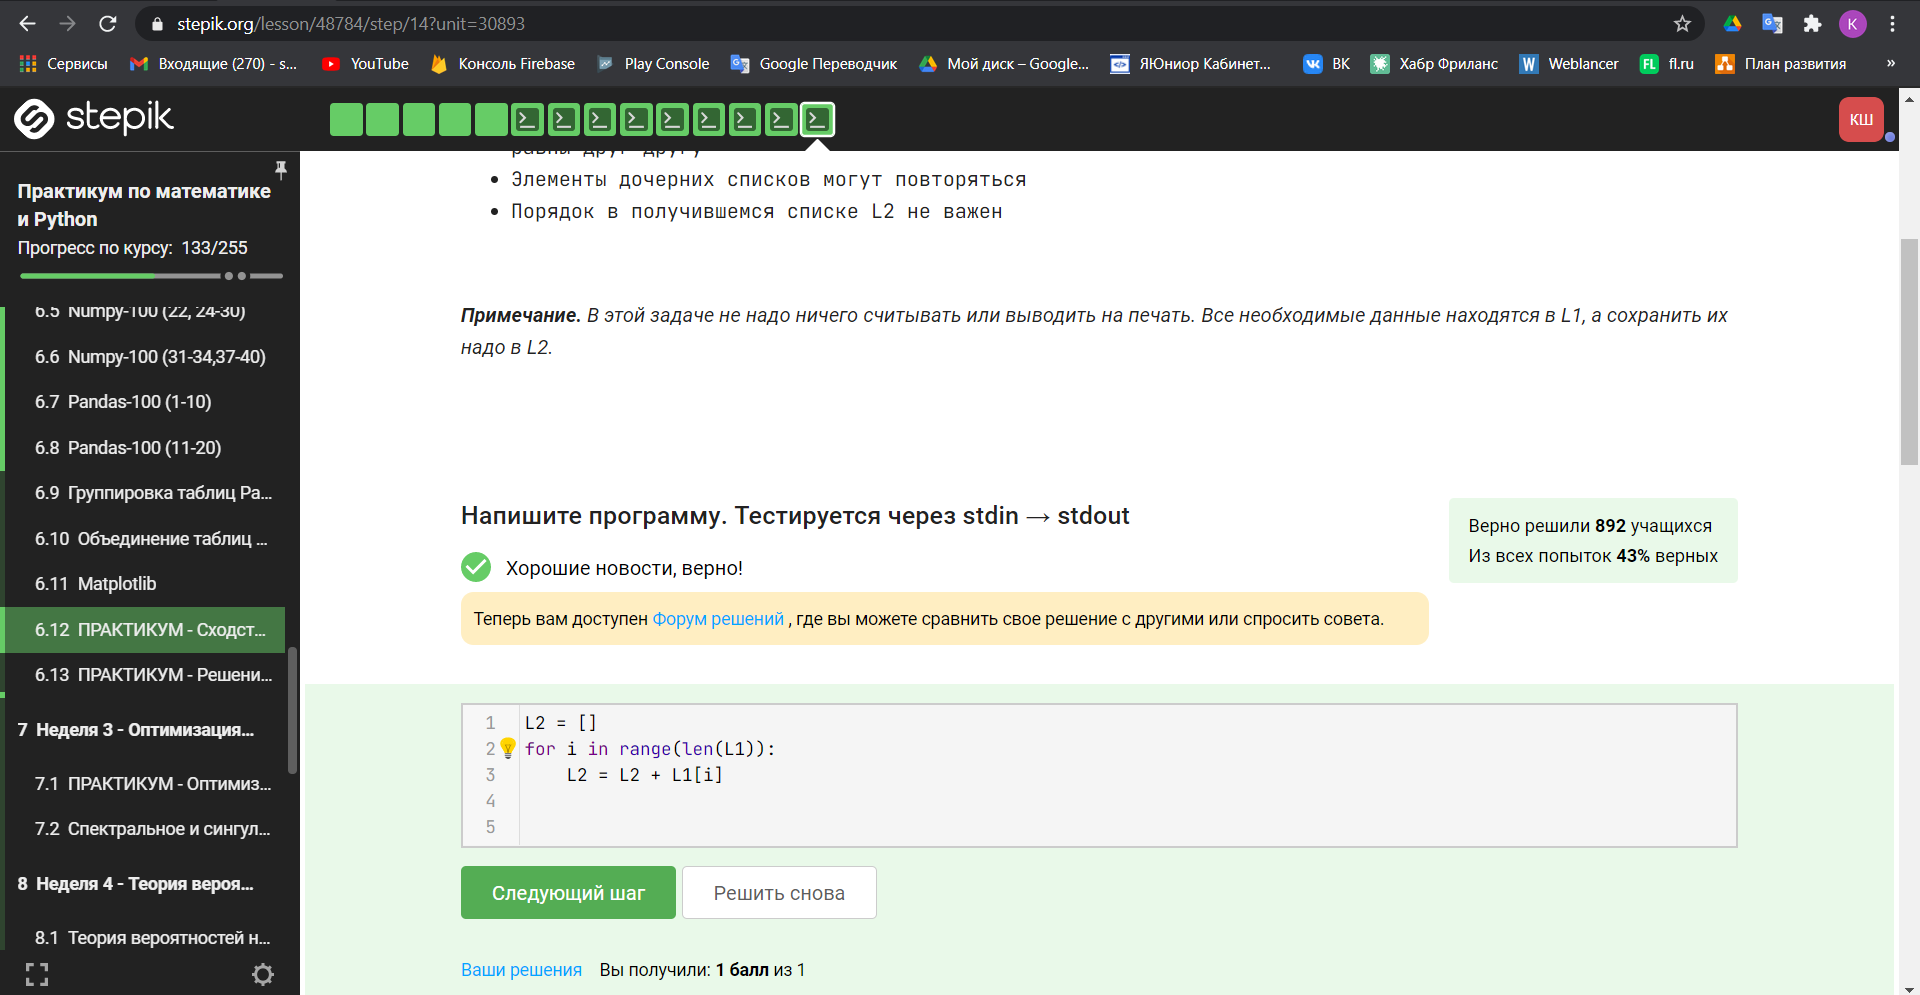 stepik.org/lesson/48784/step/14?unit=30893
K
Сервисы
Входящие (270) - s...
YouTube
Консоль Firebase
Play Console
Google Переводчик
Мой диск – Google...
ЯЮниор Кабинет...
ВК
Хабр Фриланс
Weblancer
FL fl.ru
План развития
»
stepik
КШ
Практикум по математике
и Python
Прогресс по курсу: 133/255
6.5 Numpy-100 (22, 24-30)
6.6 Numpy-100 (31-34,37-40)
6.7 Pandas-100 (1-10)
6.8 Pandas-100 (11-20)
6.9 Группировка таблиц Pa...
6.10 Объединение таблиц ...
6.11 Matplotlib
6.12 ПРАКТИКУМ - Сходст...
6.13 ПРАКТИКУМ - Решени...
7 Неделя 3 - Оптимизация...
7.1 ПРАКТИКУМ - Оптимиз...
7.2 Спектральное и сингул...
8 Неделя 4 - Теория вероя...
8.1 Теория вероятностей н...
равны друг другу
• Элементы дочерних списков могут повторяться
• Порядок в получившемся списке L2 не важен
Примечание. В этой задаче не надо ничего считывать или выводить на печать. Все необходимые данные находятся в L1, а сохранить их
надо в L2.
Напишите программу. Тестируется через stdin → stdout
Верно решили 892 учащихся
Из всех попыток 43% верных
Хорошие новости, верно!
Теперь вам доступен Форум решений , где вы можете сравнить свое решение с другими или спросить совета.
1 L2 = []
2 for i in range(len(L1)):
3     L2 = L2 + L1[i]
4
5
Следующий шаг
Решить снова
Ваши решения Вы получили: 1 балл из 1